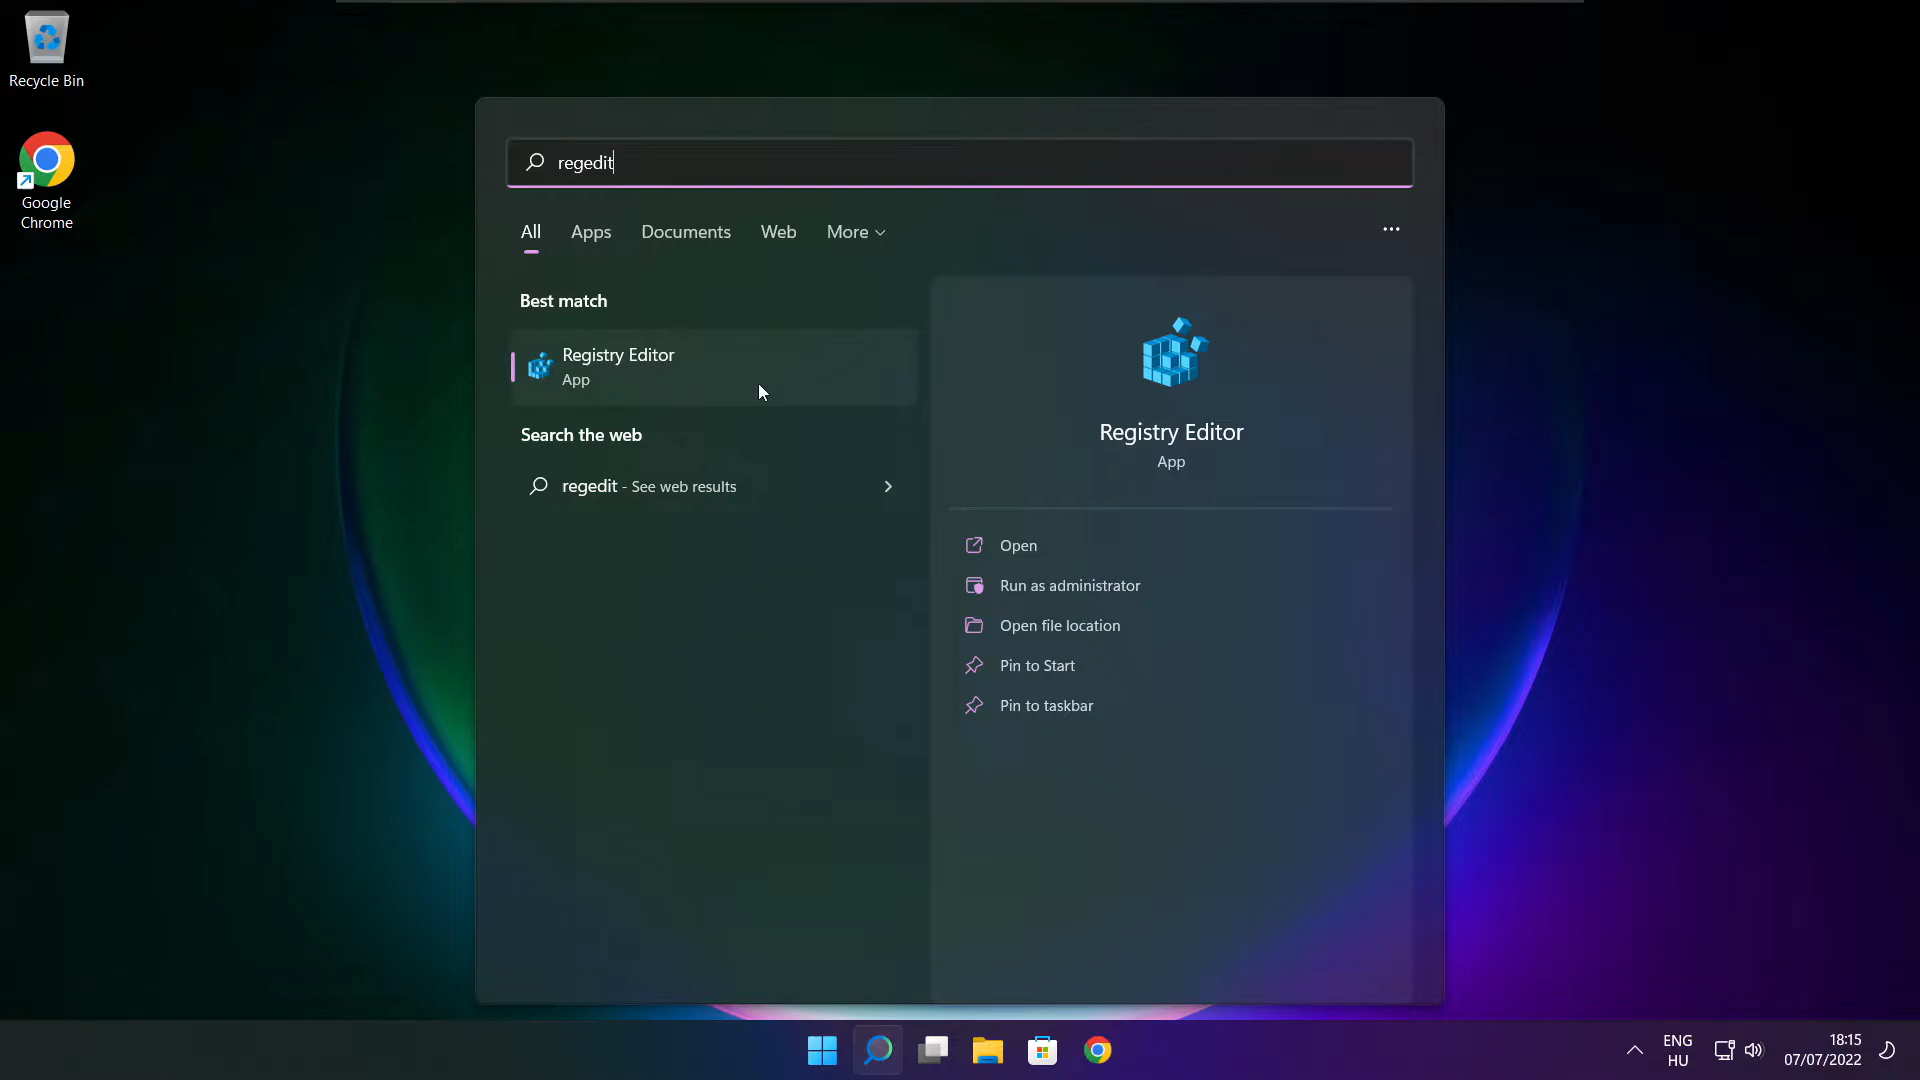 Recycle Bin
Google
Chrome
regedit
All Apps Documents Web More
Best match
Registry Editor
App
Search the web
regedit - See web results
Registry Editor
App
Open
Run as administrator
Open file location
Pin to Start
Pin to taskbar
ENG
HU
18:15
07/07/2022